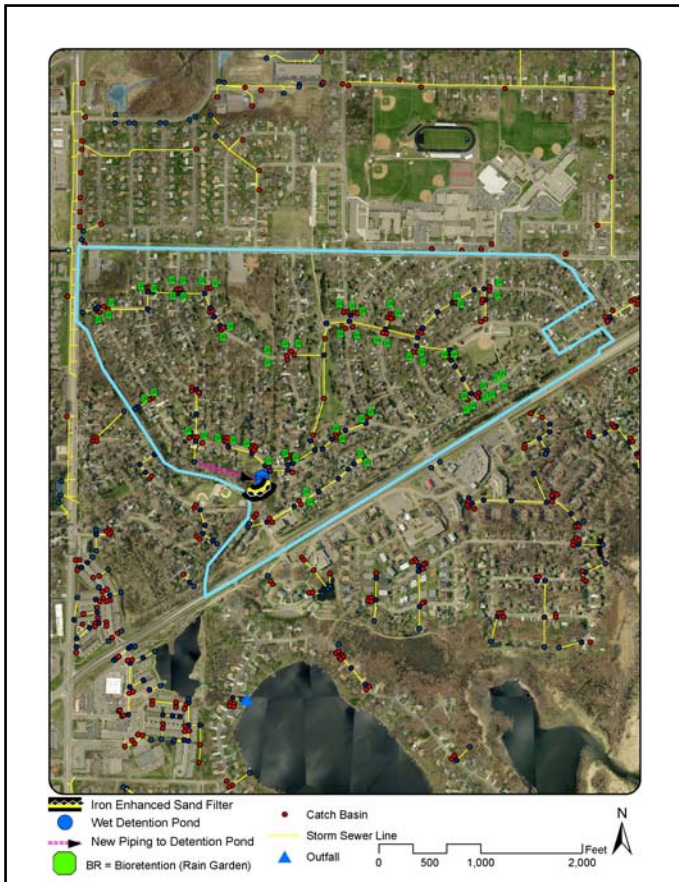 Iron Enhanced Sand Filter
Wet Detention Pond
New Piping to Detention Pond
BR = Bioretention (Rain Garden)
Catch Basin
Storm Sewer Line
Outfall
N
Feet
0 500 1,000 2,000